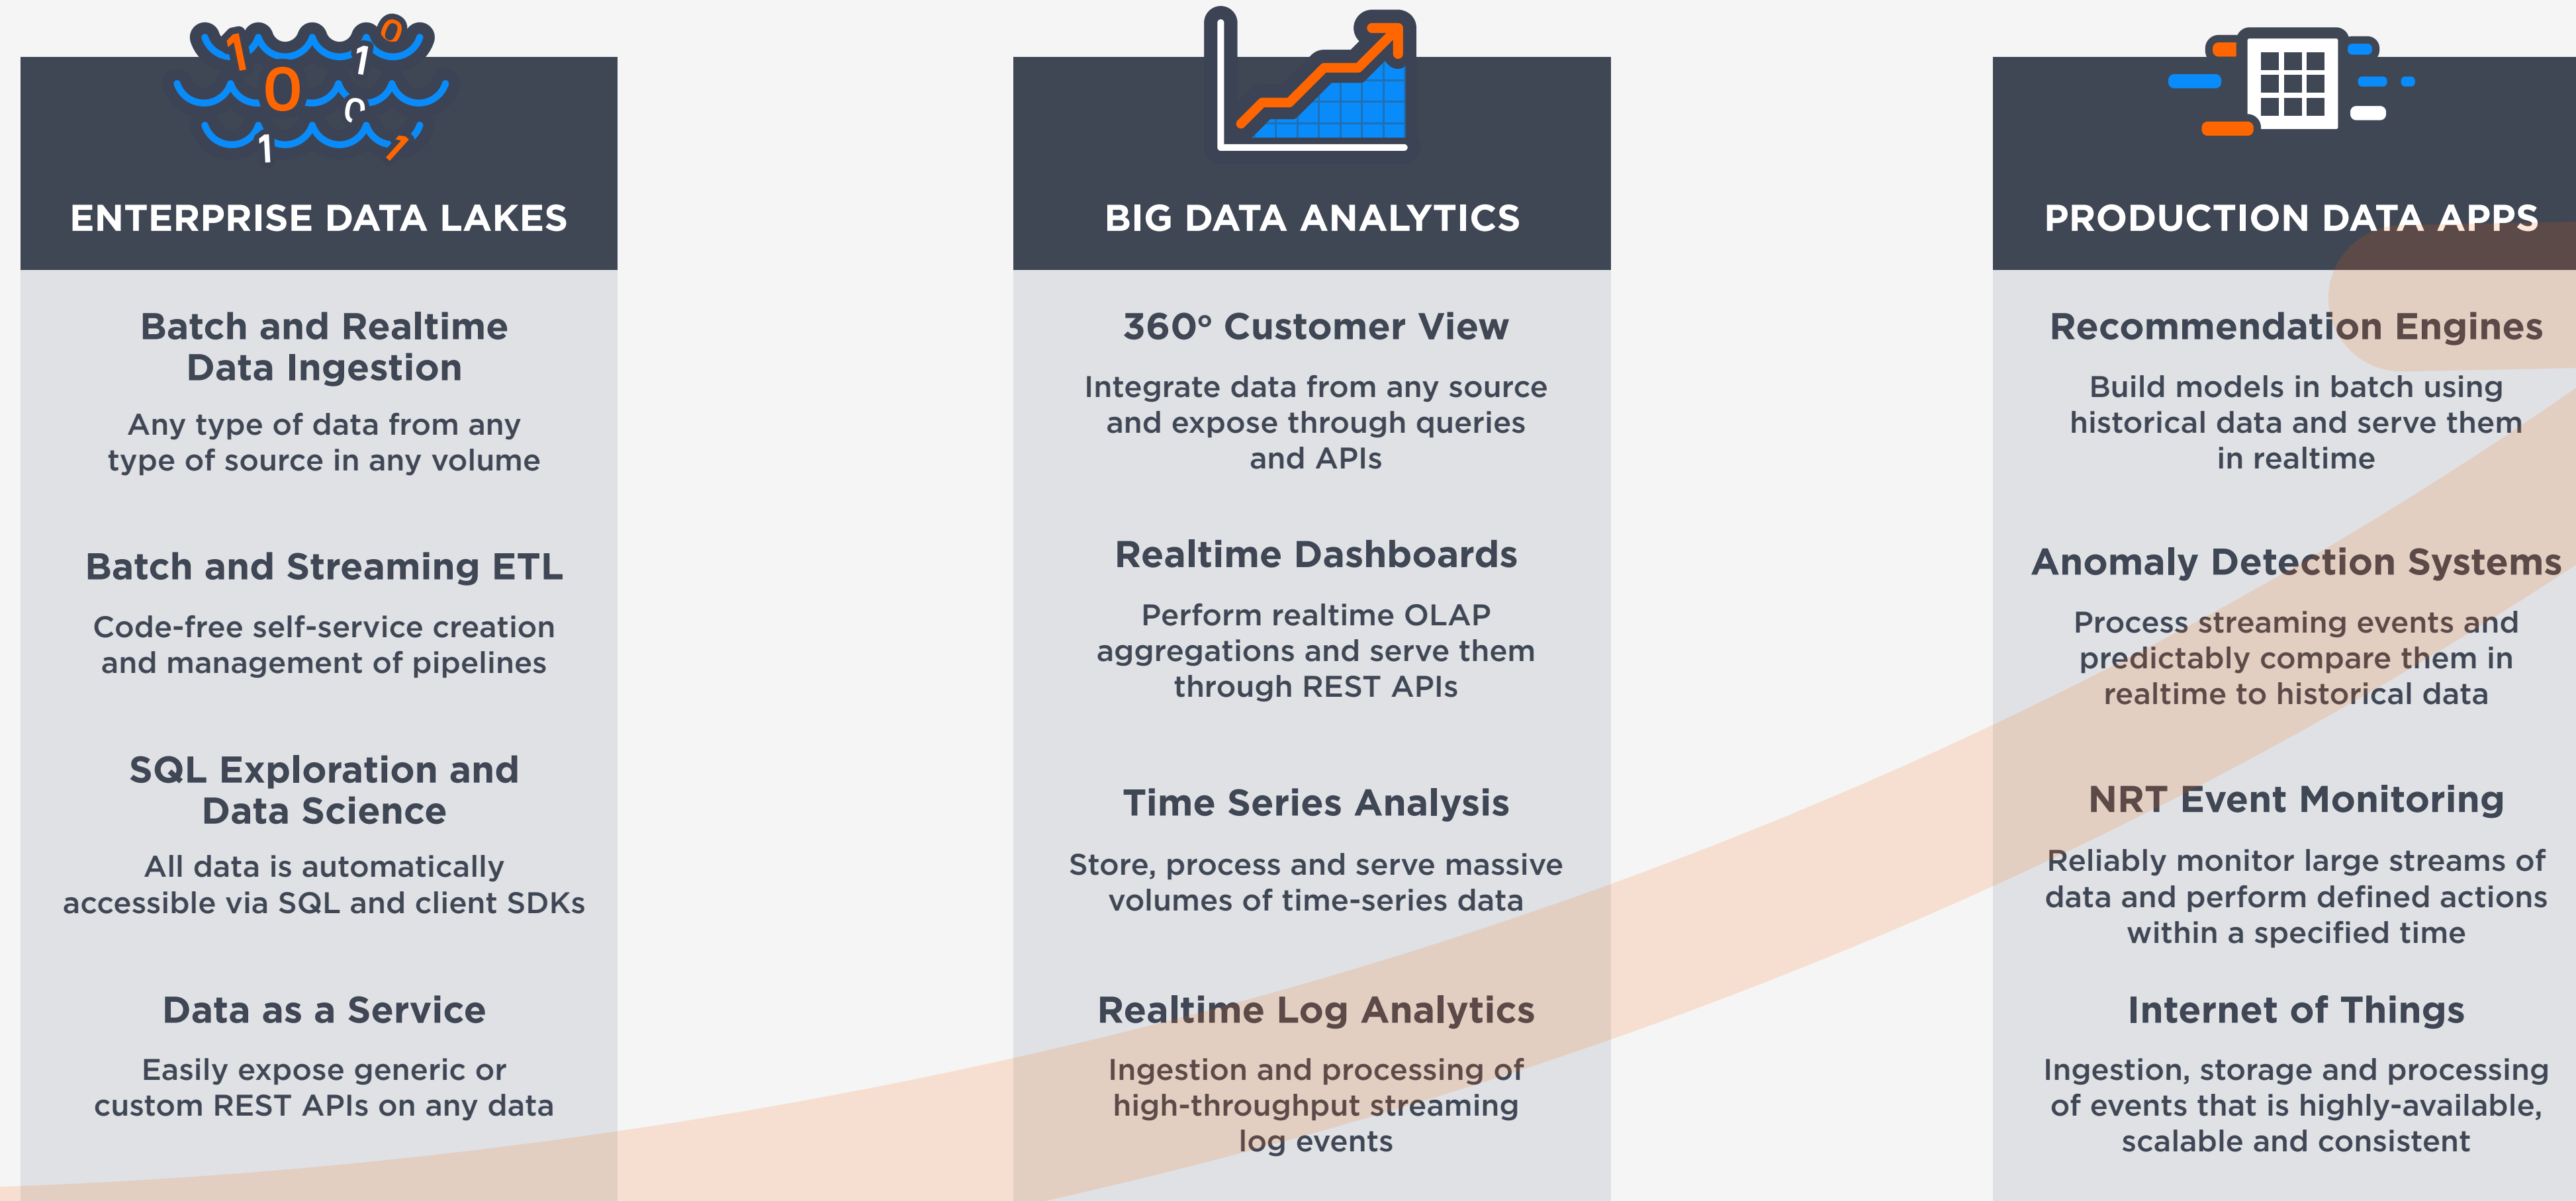 ENTERPRISE DATA LAKES
Batch and Realtime
Data Ingestion
Any type of data from any
type of source in any volume
Batch and Streaming ETL
Code-free self-service creation
and management of pipelines
SQL Exploration and
Data Science
All data is automatically
accessible via SQL and client SDKs
Data as a Service
Easily expose generic or
custom REST APIs on any data
BIG DATA ANALYTICS
360º Customer View
Integrate data from any source
and expose through queries
and APIs
Realtime Dashboards
Perform realtime OLAP
aggregations and serve them
through REST APIs
Time Series Analysis
Store, process and serve massive
volumes of time-series data
Realtime Log Analytics
Ingestion and processing of
high-throughput streaming
log events
PRODUCTION DATA APPS
Recommendation Engines
Build models in batch using
historical data and serve them
in realtime
Anomaly Detection Systems
Process streaming events and
predictably compare them in
realtime to historical data
NRT Event Monitoring
Reliably monitor large streams of
data and perform defined actions
within a specified time
Internet of Things
Ingestion, storage and processing
of events that is highly-available,
scalable and consistent